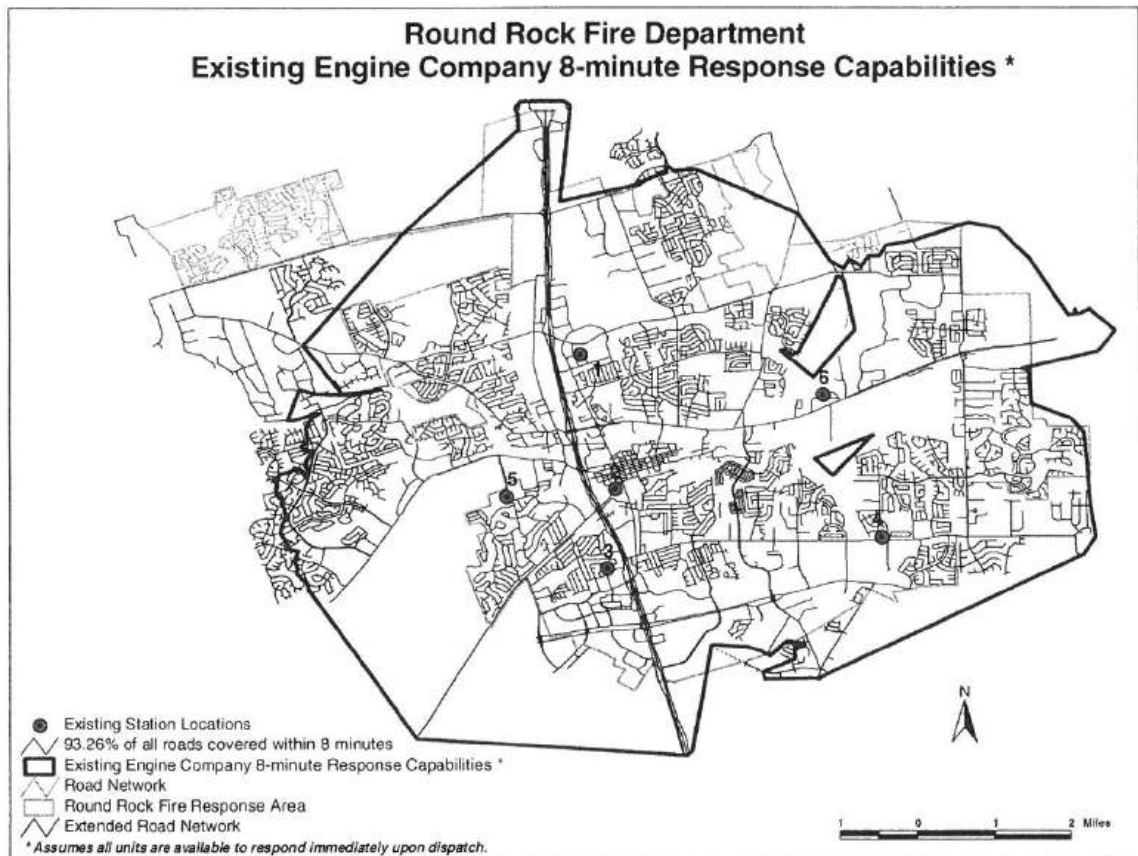 Round Rock Fire Department
Existing Engine Company 8-minute Response Capabilities *
1
6
5
3
N
Existing Station Locations
93.26% of all roads covered within 8 minutes
Existing Engine Company 8-minute Response Capabilities *
Road Network
Round Rock Fire Response Area
Extended Road Network
1 0 1 2 Miles
* Assumes all units are available to respond immediately upon dispatch.